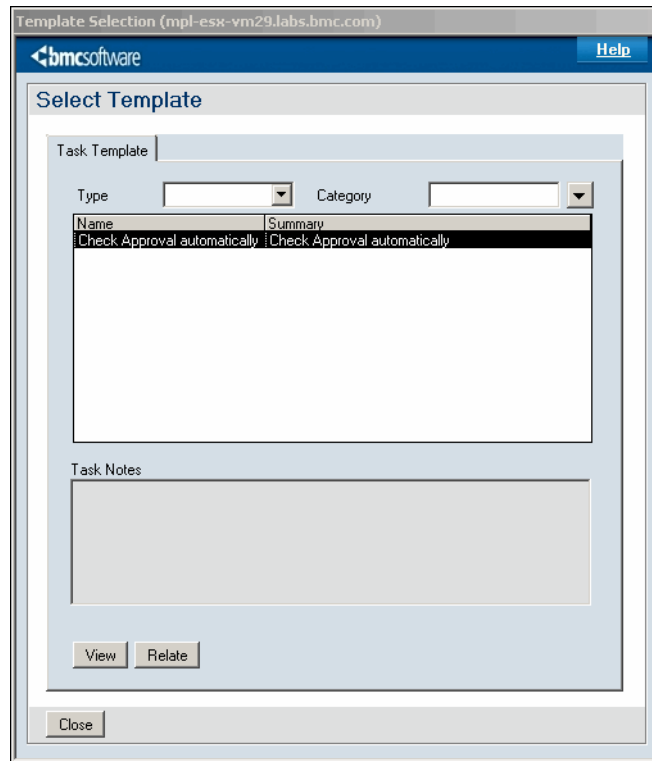 Template Selection (mpl-esx-vm29.labs.bmc.com)
bmcsoftware Help
Select Template
Task Template
Type Category
Name Summary
Check Approval automatically Check Approval automatically
Task Notes
View Relate
Close